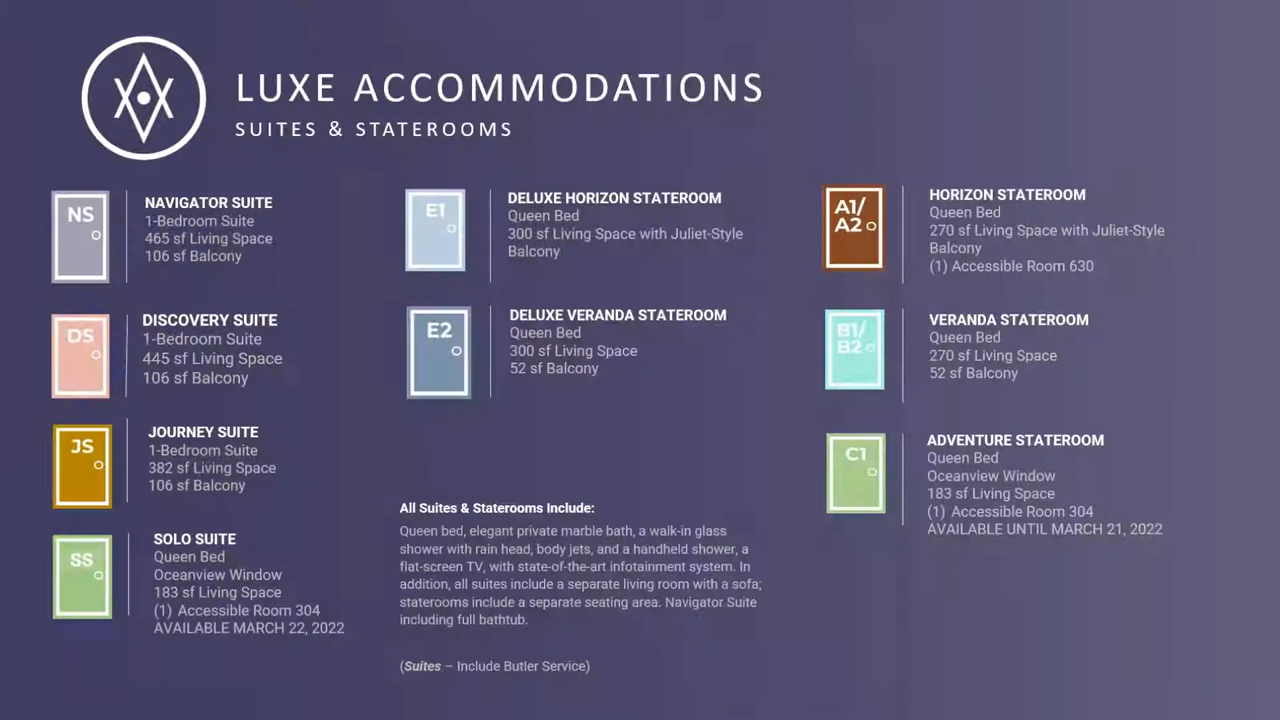 LUXE ACCOMMODATIONS
SUITES & STATEROOMS
NS
NAVIGATOR SUITE
1-Bedroom Suite
465 sf Living Space
106 sf Balcony
DS
DISCOVERY SUITE
1-Bedroom Suite
445 sf Living Space
106 sf Balcony
JS
JOURNEY SUITE
1-Bedroom Suite
382 sf Living Space
106 sf Balcony
SS
SOLO SUITE
Queen Bed
Oceanview Window
183 sf Living Space
(1) Accessible Room 304
AVAILABLE MARCH 22, 2022
E1
DELUXE HORIZON STATEROOM
Queen Bed
300 sf Living Space with Juliet-Style
Balcony
E2
DELUXE VERANDA STATEROOM
Queen Bed
300 sf Living Space
52 sf Balcony
All Suites & Staterooms Include:
Queen bed, elegant private marble bath, a walk-in glass
shower with rain head, body jets, and a handheld shower, a
flat-screen TV, with state-of-the-art infotainment system. In
addition, all suites include a separate living room with a sofa;
staterooms include a separate seating area. Navigator Suite
including full bathtub.
(Suites – Include Butler Service)
A1/
A2
HORIZON STATEROOM
Queen Bed
270 sf Living Space with Juliet-Style
Balcony
(1) Accessible Room 630
B1/
B2
VERANDA STATEROOM
Queen Bed
270 sf Living Space
52 sf Balcony
C1
ADVENTURE STATEROOM
Queen Bed
Oceanview Window
183 sf Living Space
(1) Accessible Room 304
AVAILABLE UNTIL MARCH 21, 2022